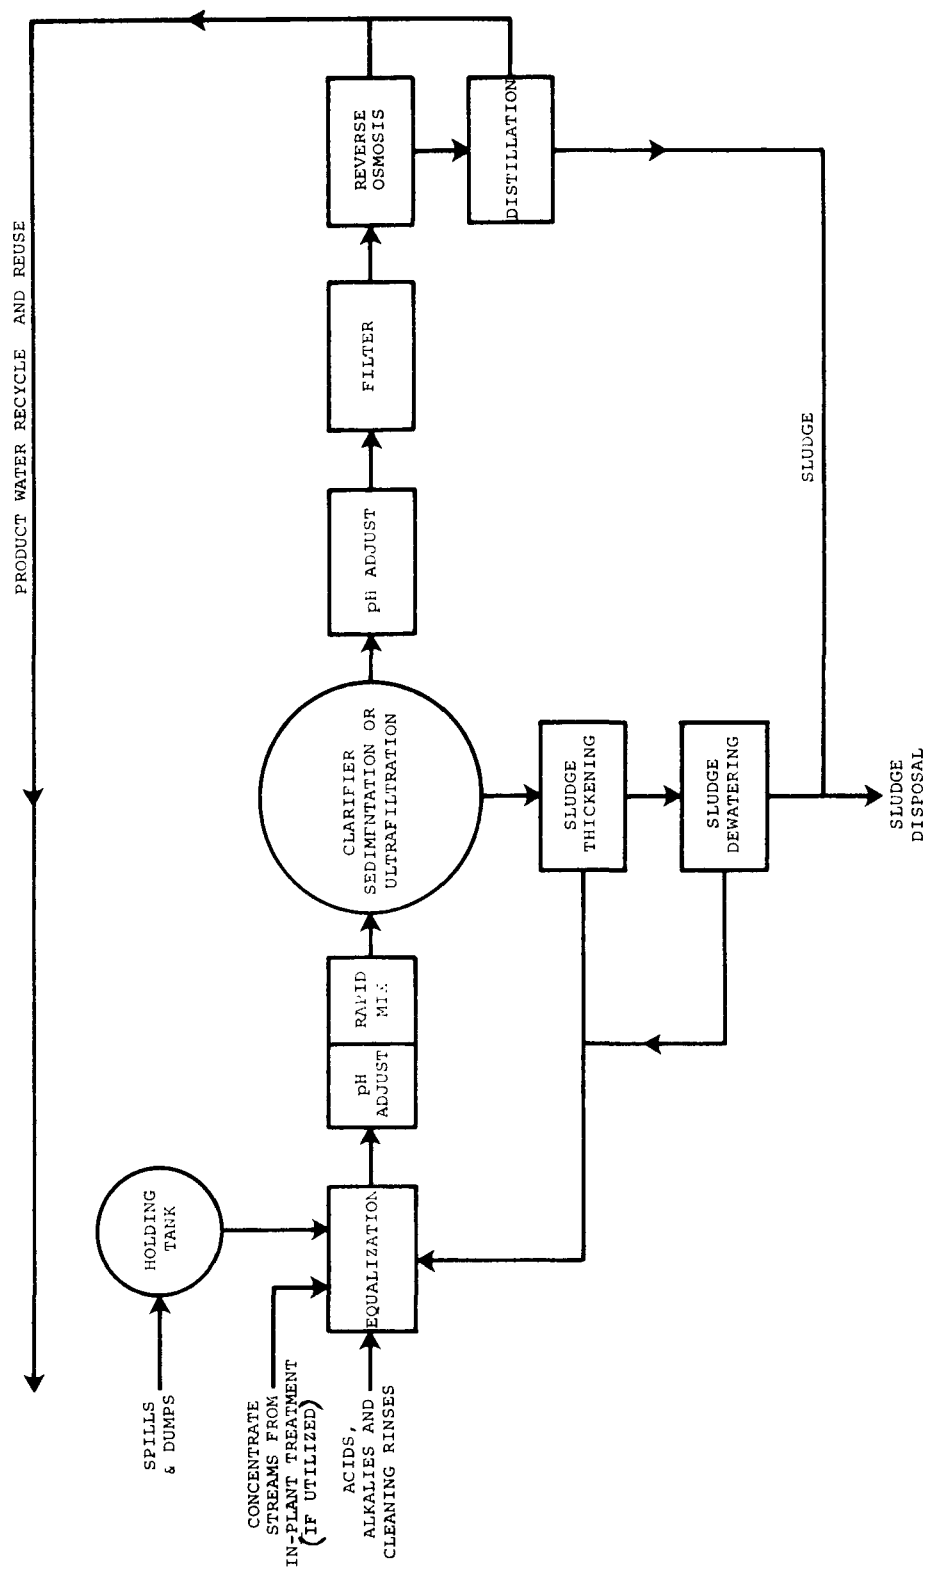 PRODUCT WATER RECYCLE AND REUSE
SPILLS
& DUMPS
HOLDING
TANK
CONCENTRATE
STREAMS FROM
IN-PLANT TREATMENT
(IF UTILIZED)
ACIDS,
ALKALIES AND
CLEANING RINSES
EQUALIZATION
pH
ADJUST
RAPID
MIX
CLARIFIER
SEDIMENTATION OR
ULTRAFILTRATION
pH ADJUST
FILTER
REVERSE
OSMOSIS
DISTILLATION
SLUDGE
THICKENING
SLUDGE
DEWATERING
SLUDGE
SLUDGE
DISPOSAL